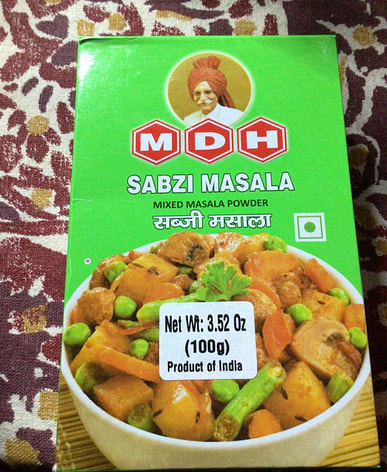 MDH
SABZI MASALA
MIXED MASALA POWDER
सब्जी मसाला
Net Wt: 3.52 Oz
(100g)
Product of India